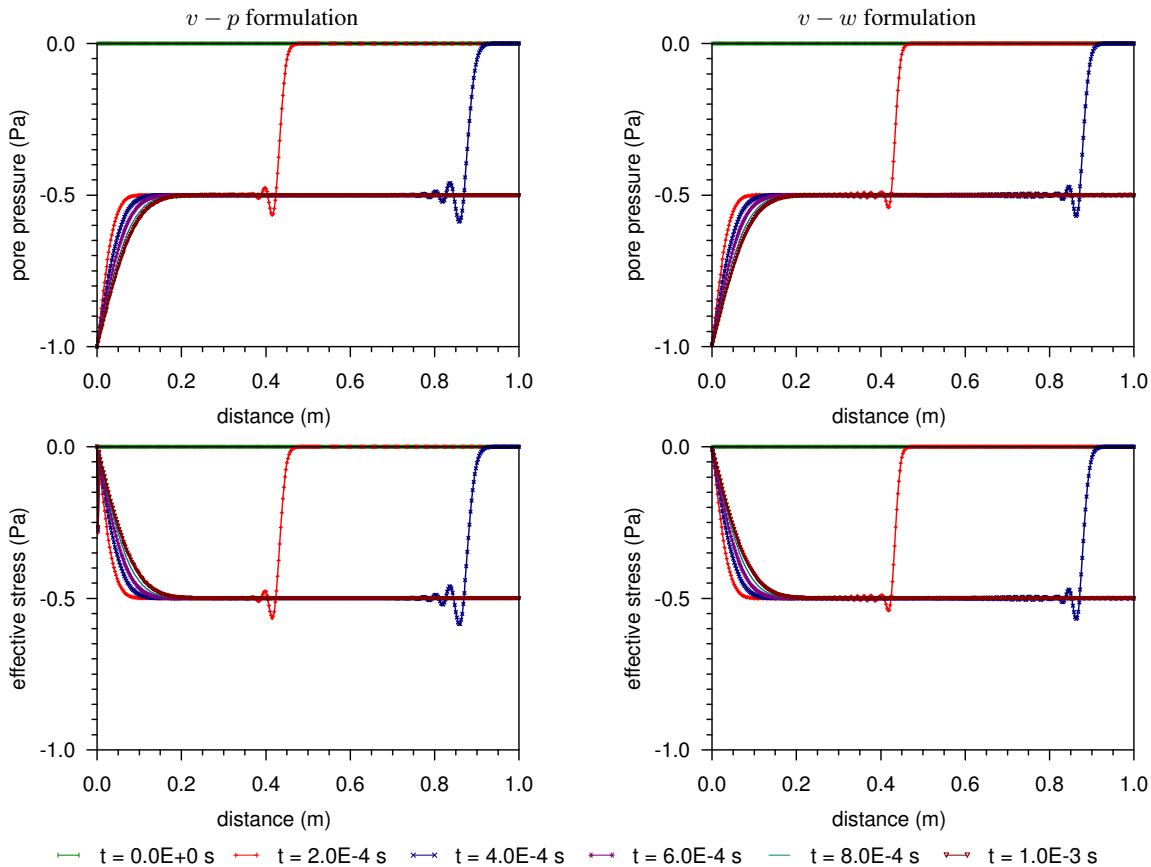 v − p formulation
v − w formulation
0.0
-0.5
-1.0
pore pressure (Pa)
0.0 0.2 0.4 0.6 0.8 1.0
distance (m)
0.0
-0.5
-1.0
pore pressure (Pa)
0.0 0.2 0.4 0.6 0.8 1.0
distance (m)
0.0
-0.5
-1.0
effective stress (Pa)
0.0 0.2 0.4 0.6 0.8 1.0
distance (m)
0.0
-0.5
-1.0
effective stress (Pa)
0.0 0.2 0.4 0.6 0.8 1.0
distance (m)
t = 0.0E+0 s t = 2.0E-4 s t = 4.0E-4 s t = 6.0E-4 s t = 8.0E-4 s t = 1.0E-3 s